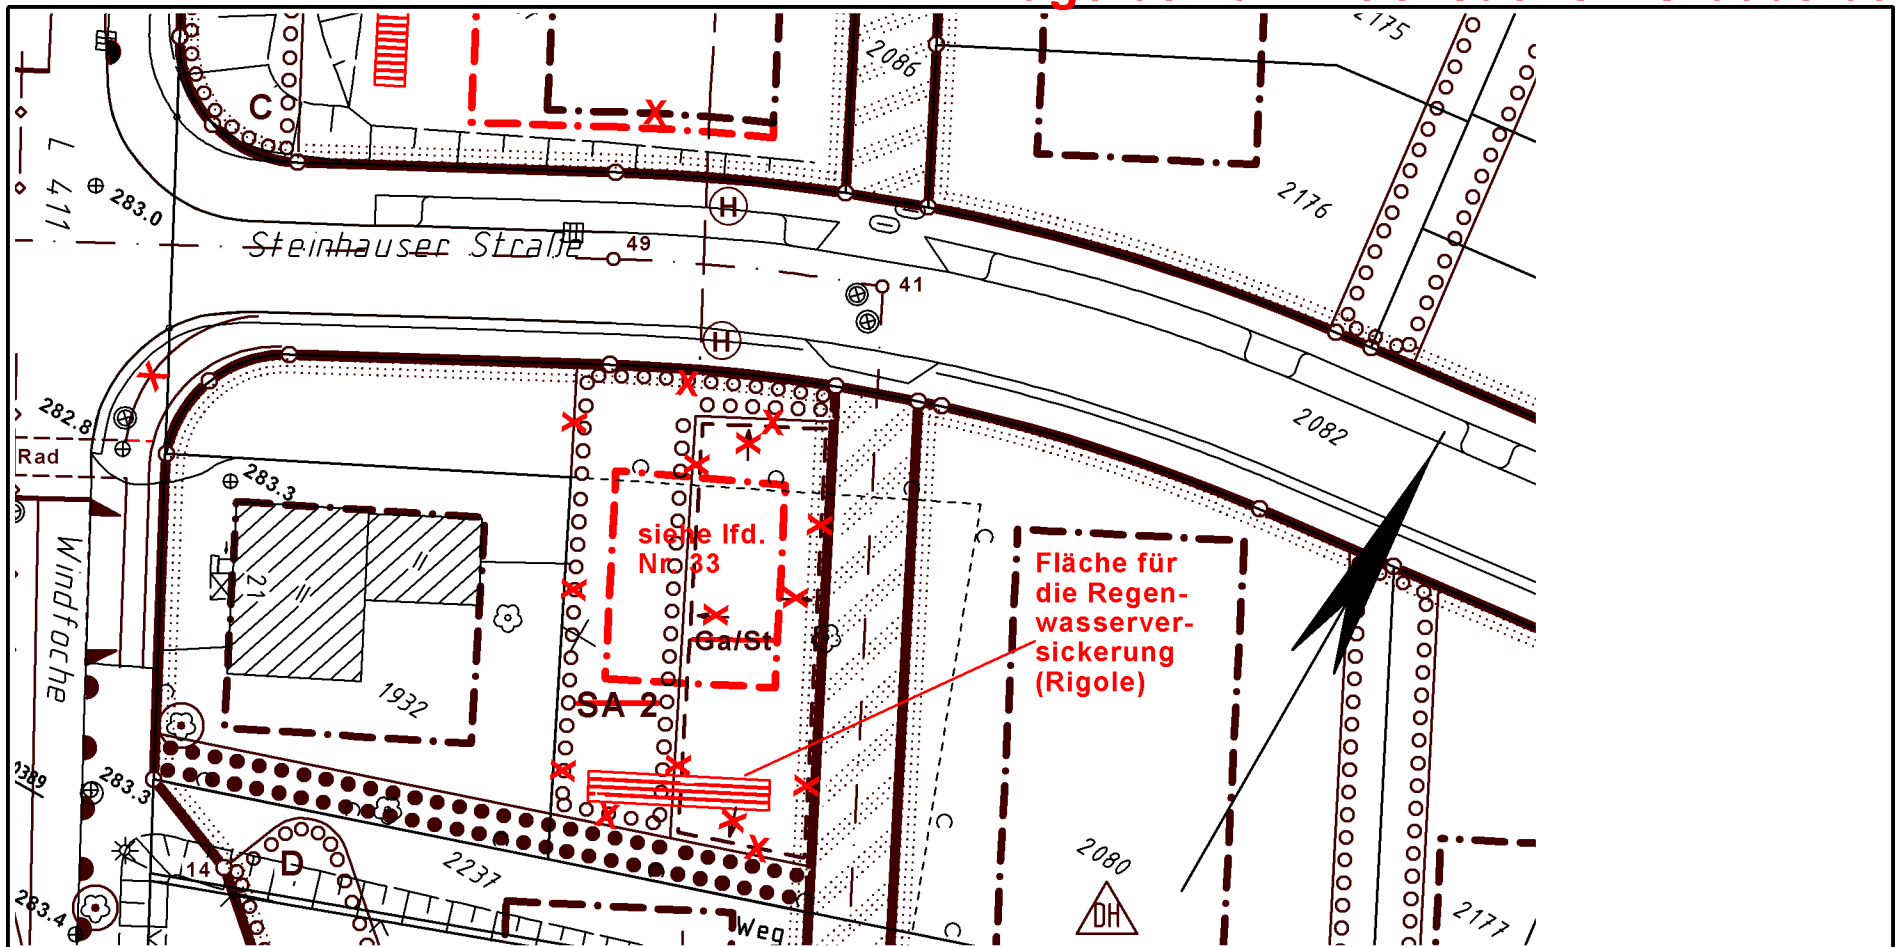 2175
2086
C
L 411
283.0
2176
H
Steinhauser Straße
49
41
H
282.8
2082
Rad
283.3
siehe lfd.
Nr. 33
Fläche für
die Regen-
wasserver-
sickerung
(Rigole)
21
Windfoche
Ga/St
SA 2
1932
283.3
D
14
2237
2080
DH
283.4
Weg
2177